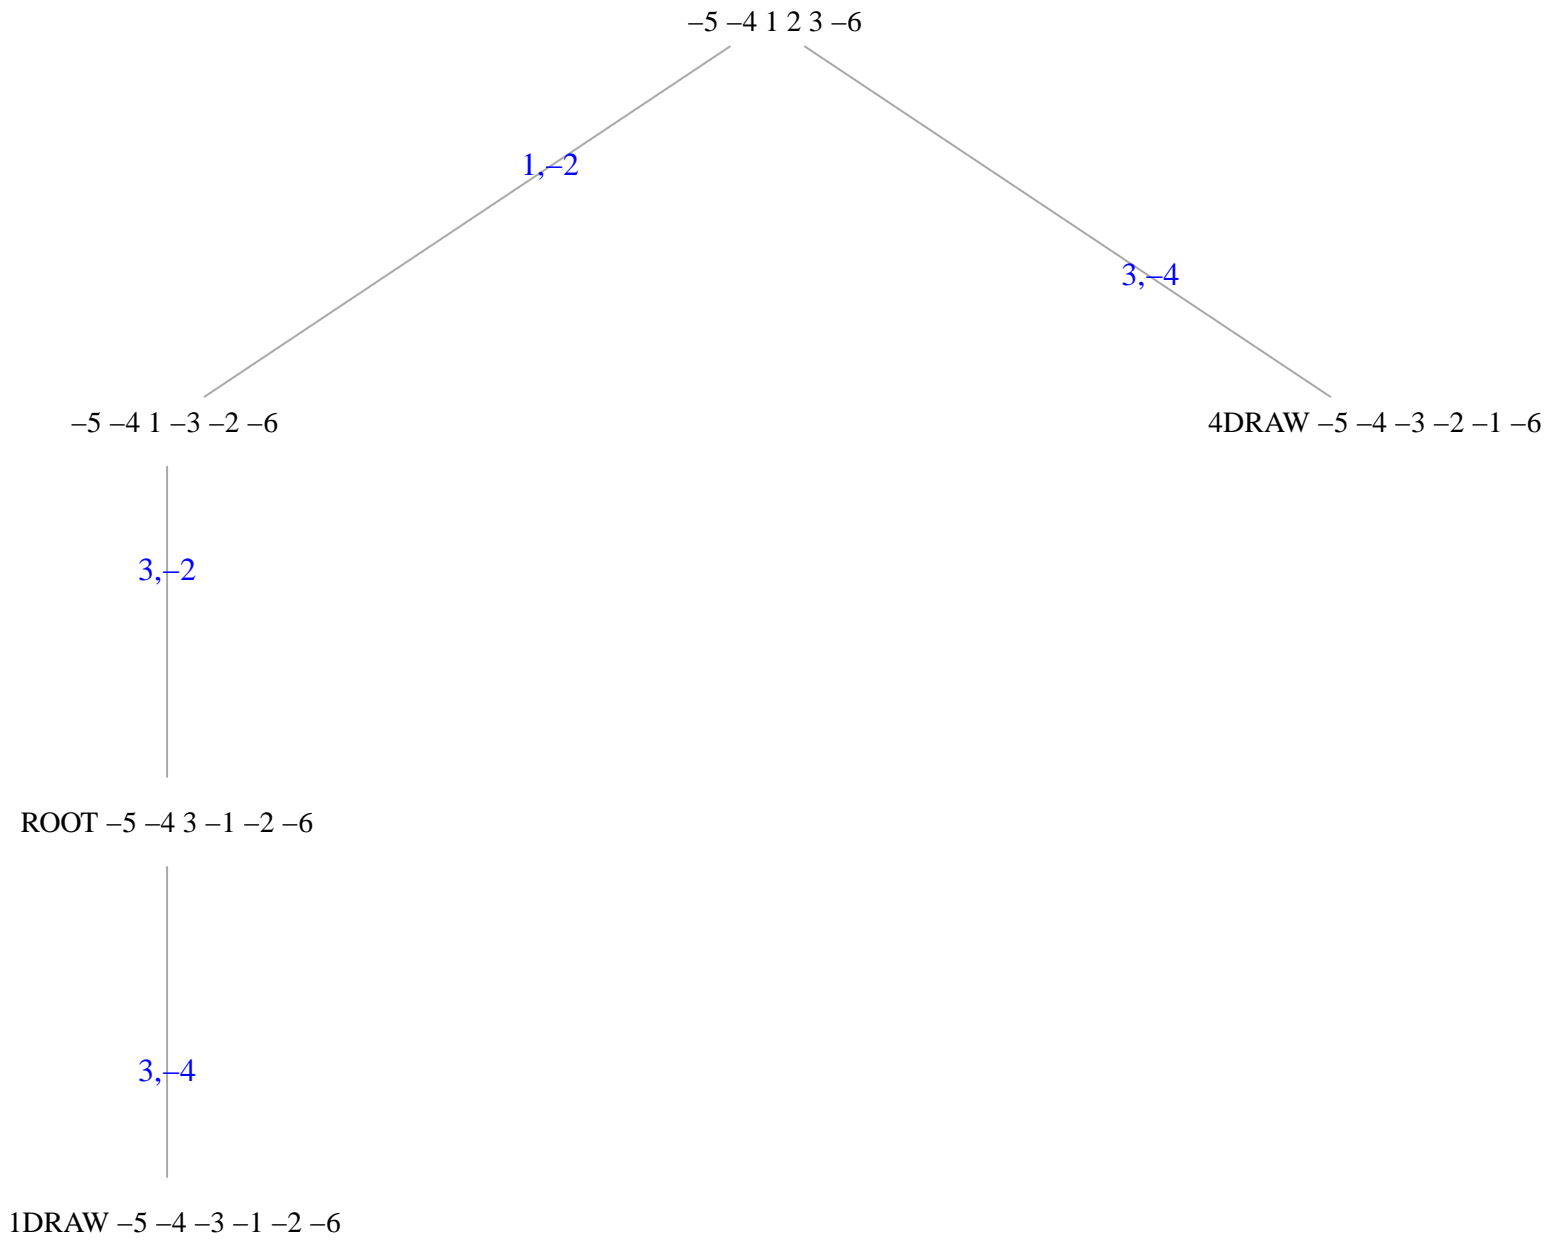 –5 –4 1 2 3 –6
1,–2
3,–4
–5 –4 1 –3 –2 –6
4DRAW –5 –4 –3 –2 –1 –6
3,–2
ROOT –5 –4 3 –1 –2 –6
3,–4
1DRAW –5 –4 –3 –1 –2 –6